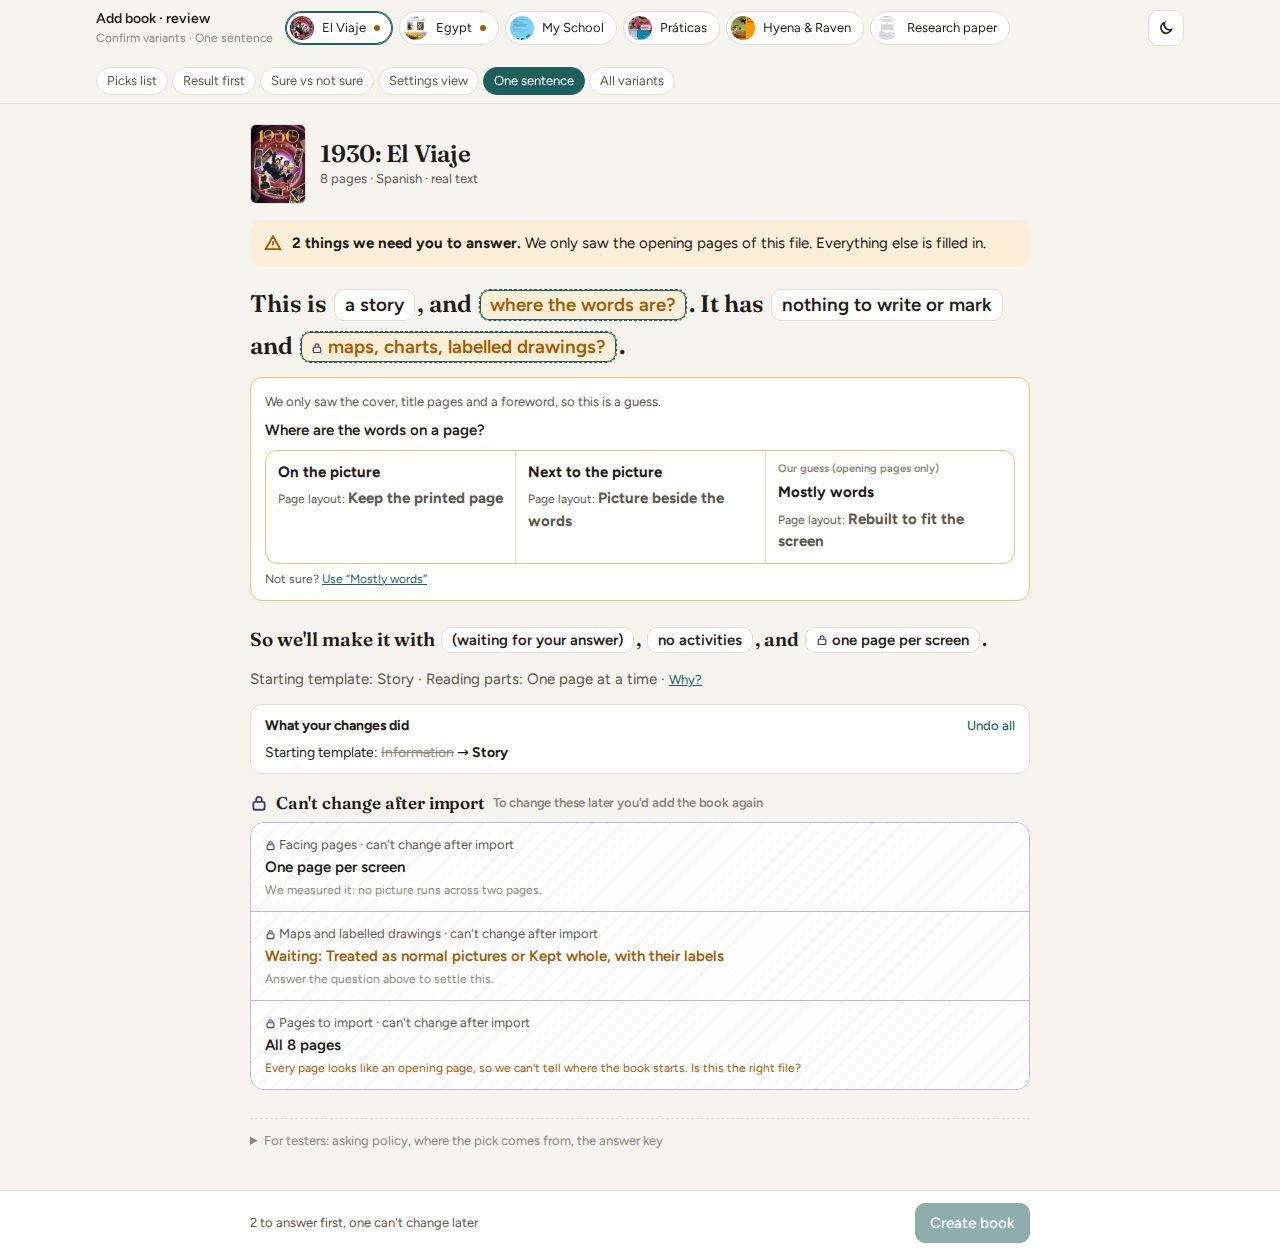 Add book · review
Confirm variants · One sentence
El Viaje
Egypt
My School
Práticas
Hyena & Raven
Research paper
Picks list
Result first
Sure vs not sure
Settings view
One sentence
All variants
1930
1930: El Viaje
8 pages · Spanish · real text
2 things we need you to answer. We only saw the opening pages of this file. Everything else is filled in.
This is a story, and where the words are?. It has nothing to write or mark
and maps, charts, labelled drawings?.
We only saw the cover, title pages and a foreword, so this is a guess.
Where are the words on a page?
On the picture
Page layout: Keep the printed page
Next to the picture
Page layout: Picture beside the
words
Our guess (opening pages only)
Mostly words
Page layout: Rebuilt to fit the
screen
Not sure? Use “Mostly words”
So we'll make it with (waiting for your answer), no activities, and one page per screen.
Starting template: Story · Reading parts: One page at a time · Why?
What your changes did
Undo all
Starting template: Information → Story
Can't change after import To change these later you'd add the book again
Facing pages · can't change after import
One page per screen
We measured it: no picture runs across two pages.
Maps and labelled drawings · can't change after import
Waiting: Treated as normal pictures or Kept whole, with their labels
Answer the question above to settle this.
Pages to import · can't change after import
All 8 pages
Every page looks like an opening page, so we can't tell where the book starts. Is this the right file?
For testers: asking policy, where the pick comes from, the answer key
2 to answer first, one can't change later
Create book